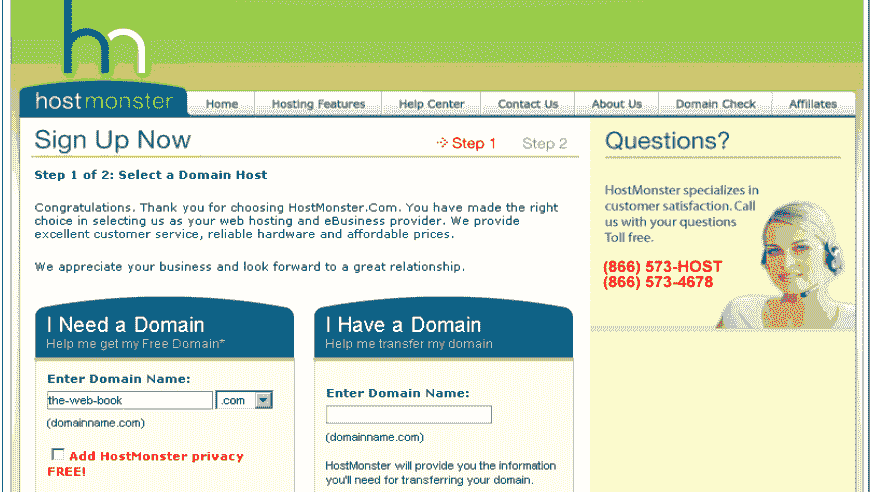 hm
hostmonster
Home Hosting Features Help Center Contact Us About Us Domain Check Affiliates
Sign Up Now
Step 1 Step 2
Step 1 of 2: Select a Domain Host
Congratulations. Thank you for choosing HostMonster.Com. You have made the right
choice in selecting us as your web hosting and eBusiness provider. We provide
excellent customer service, reliable hardware and affordable prices.
We appreciate your business and look forward to a great relationship.
I Need a Domain
Help me get my Free Domain*
Enter Domain Name:
the-web-book .com
(domainname.com)
Add HostMonster privacy
FREE!
I Have a Domain
Help me transfer my domain
Enter Domain Name:
(domainname.com)
HostMonster will provide you the information
you'll need for transferring your domain.
Questions?
HostMonster specializes in
customer satisfaction. Call
us with your questions
Toll free.
(866) 573-HOST
(866) 573-4678